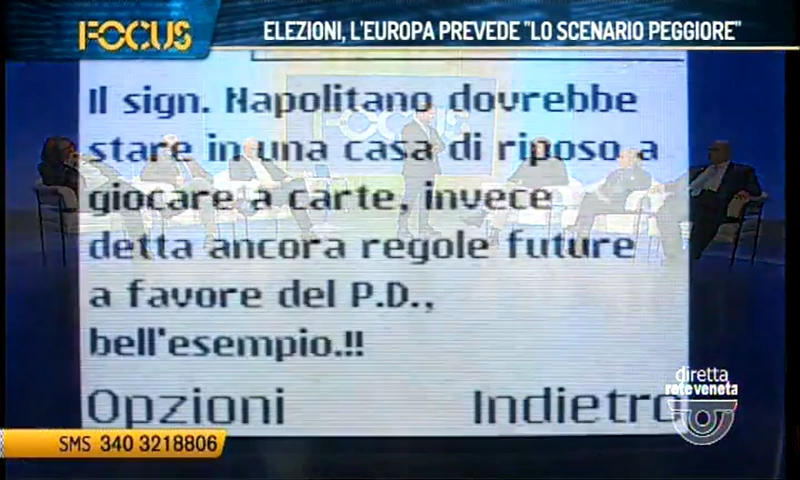 FOCUS
ELEZIONI, L'EUROPA PREVEDE "LO SCENARIO PEGGIORE"
Il sign. Napolitano dovrebbe
stare in una casa di riposo a
giocare a carte, invece
detta ancora regole future
a favore del P.D.,
bell'esempio.!!
Opzioni Indietro
diretta
reteveneta
SMS 340 3218806
FOCUS